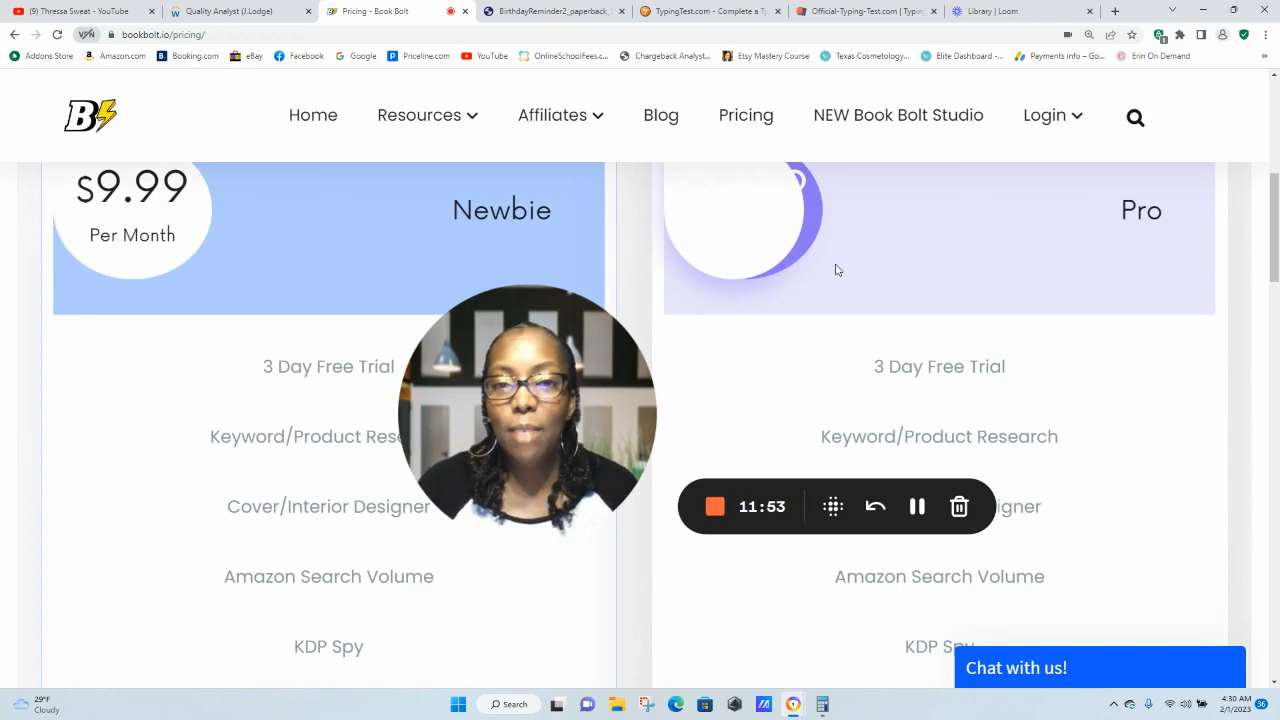 Thressa Sweat - YouTube
Quality Analyst (J.Lodge)
Pricing - Book Bolt
BirthdayReminder2_paperback_
TypingTest.com - Complete a Ty
Official-Typing-Test.com | Typin
Library | Loom
VPN
bookbolt.io/pricing/
Addons Store
Amazon.com
Booking.com
eBay
Facebook
Google
Priceline.com
YouTube
OnlineSchoolFees.c...
Chargeback Analyst...
Etsy Mastery Course
Texas Cosmetology...
Elite Dashboard -...
Payments info – Go...
Erin On Demand
B
Home
Resources
Affiliates
Blog
Pricing
NEW Book Bolt Studio
Login
$9.99
Per Month
Newbie
Pro
3 Day Free Trial
3 Day Free Trial
Keyword/Product Rese
Keyword/Product Research
Cover/Interior Designer
11:53
igner
Amazon Search Volume
Amazon Search Volume
KDP Spy
KDP Spy
Chat with us!
29°F
Cloudy
Search
4:30 AM
2/1/2023
36